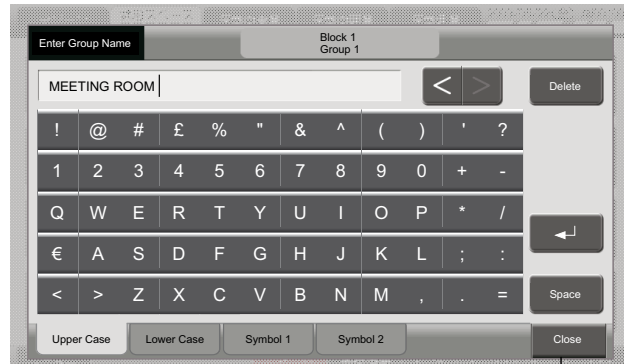 Enter Group Name
Block 1
Group 1
MEETING ROOM
< >
Delete
! @ # £ % " & ^ ( ) ' ?
1 2 3 4 5 6 7 8 9 0 + -
Q W E R T Y U I O P * /
€ A S D F G H J K L ; :
< > Z X C V B N M , . =
Space
Upper Case Lower Case Symbol 1 Symbol 2 Close